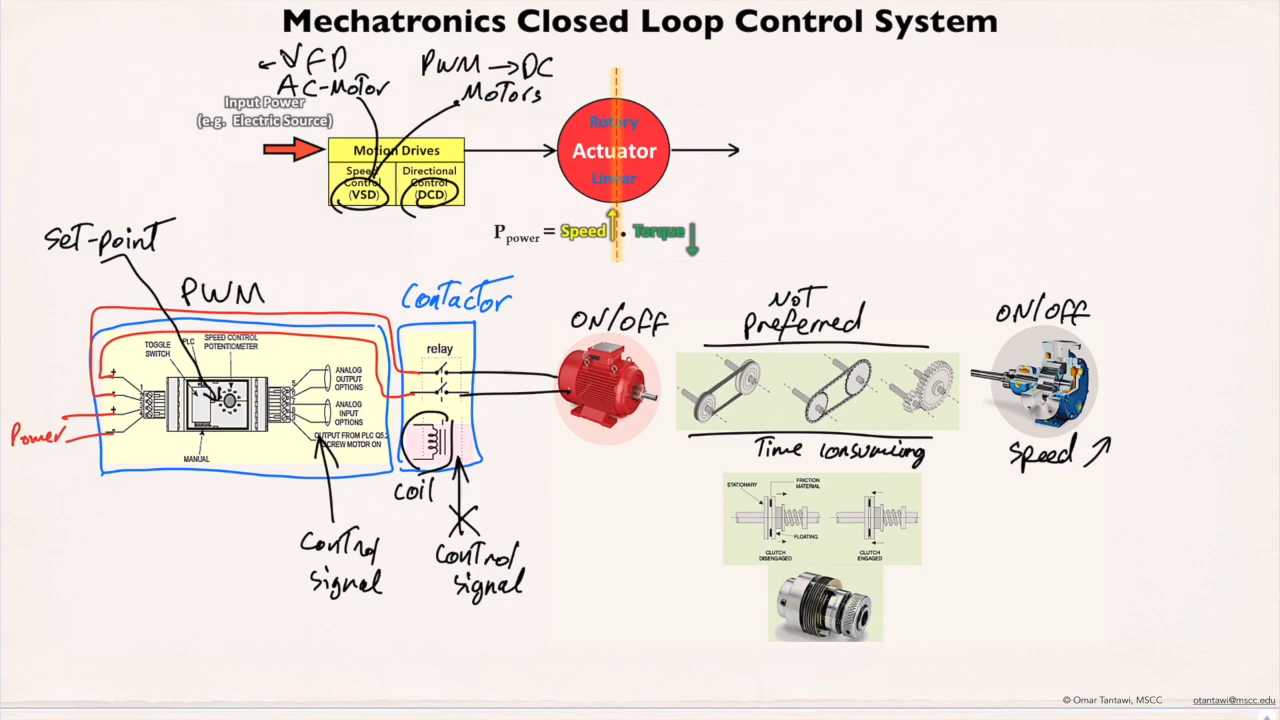 Mechatronics Closed Loop Control System
VFD
AC-Motor
PWM → DC
Motors
Input Power
(e.g. Electric Source)
Motion Drives
Speed
Control
(VSD)
Directional
Control
(DCD)
Rotary
Actuator
Linear
Ppower = Speed . Torque
Set-point
PWM
Contactor
ON/OFF
Not
Preferred
ON/OFF
TOGGLE
SWITCH
PLC
SPEED CONTROL
POTENTIOMETER
relay
ANALOG
OUTPUT
OPTIONS
ANALOG
INPUT
OPTIONS
+
-
+
-
1
5
Power
MANUAL
OUTPUT FROM PLC Q5.2
SCREW MOTOR ON
Coil
Time consuming
Speed
STATIONARY
FRICTION
MATERIAL
FLOATING
CLUTCH
DISENGAGED
CLUTCH
ENGAGED
Control
signal
Control
signal
© Omar Tantawi, MSCC
otantawi@mscc.edu